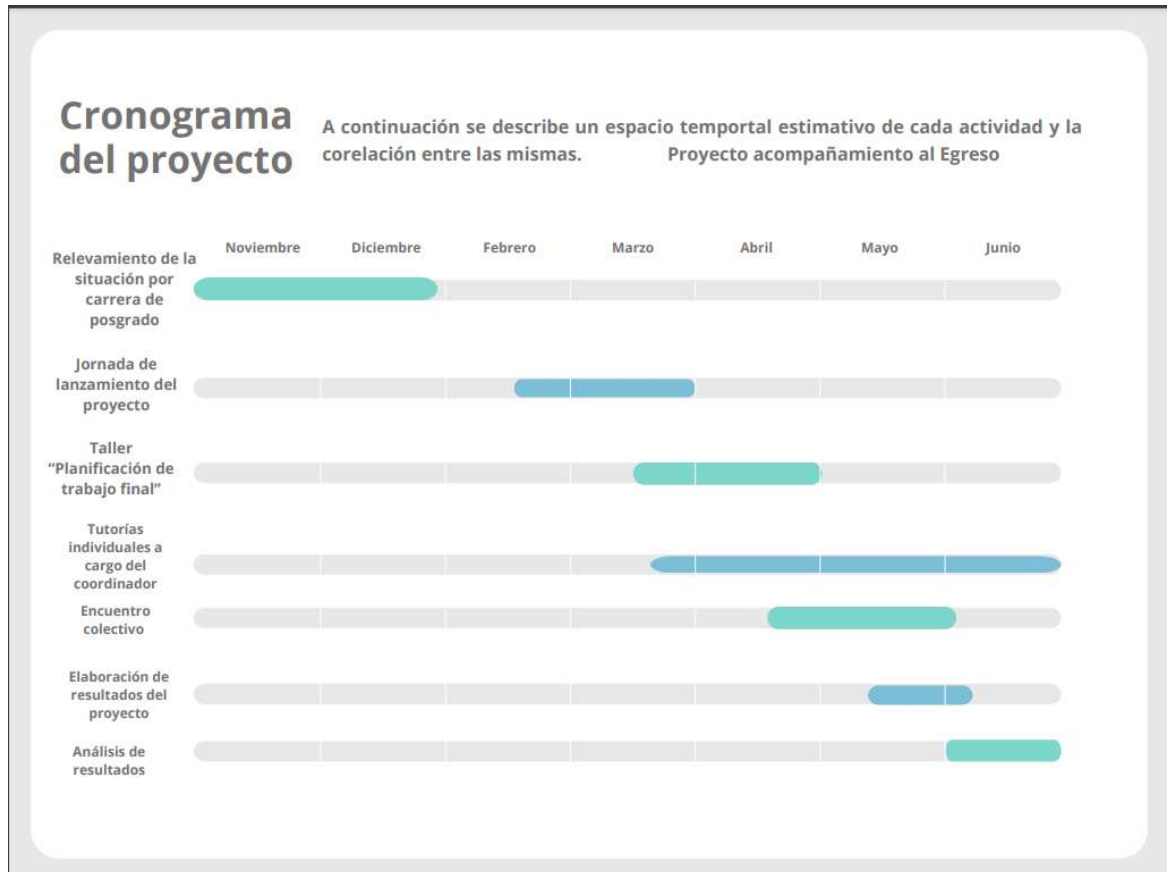 Cronograma
del proyecto
A continuación se describe un espacio temportal estimativo de cada actividad y la
corelación entre las mismas. Proyecto acompañamiento al Egreso
Noviembre Diciembre Febrero Marzo Abril Mayo Junio
Relevamiento de la
situación por
carrera de
posgrado
Jornada de
lanzamiento del
proyecto
Taller
“Planificación de
trabajo final”
Tutorías
individuales a
cargo del
coordinador
Encuentro
colectivo
Elaboración de
resultados del
proyecto
Análisis de
resultados